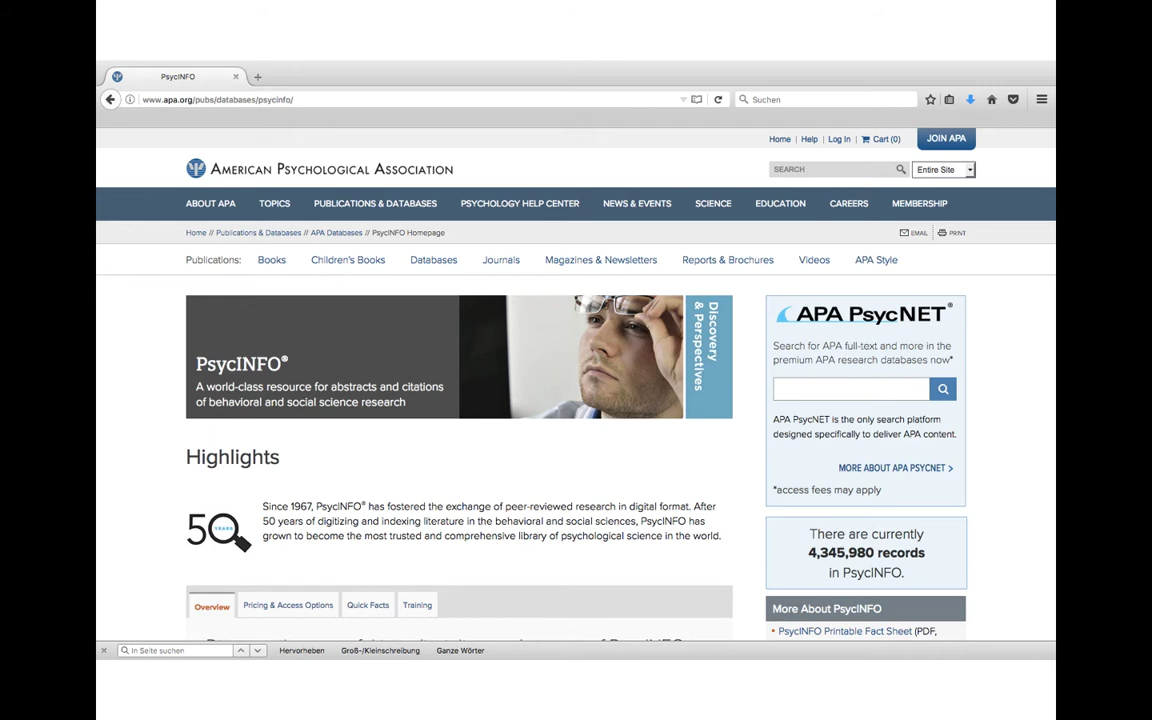 PsycINFO
www.apa.org/pubs/databases/psycinfo/
Suchen
Home | Help | Log In | Cart (0)
JOIN APA
AMERICAN PSYCHOLOGICAL ASSOCIATION
SEARCH
Entire Site
ABOUT APA TOPICS PUBLICATIONS & DATABASES PSYCHOLOGY HELP CENTER NEWS & EVENTS SCIENCE EDUCATION CAREERS MEMBERSHIP
Home // Publications & Databases // APA Databases // PsycINFO Homepage
EMAIL PRINT
Publications: Books Children's Books Databases Journals Magazines & Newsletters Reports & Brochures Videos APA Style
PsycINFO®
A world-class resource for abstracts and citations
of behavioral and social science research
Discovery
& Perspectives
Highlights
50 YEARS
Since 1967, PsycINFO® has fostered the exchange of peer-reviewed research in digital format. After
50 years of digitizing and indexing literature in the behavioral and social sciences, PsycINFO has
grown to become the most trusted and comprehensive library of psychological science in the world.
Overview Pricing & Access Options Quick Facts Training
APA PsycNET®
Search for APA full-text and more in the
premium APA research databases now*
APA PsycNET is the only search platform
designed specifically to deliver APA content.
MORE ABOUT APA PSYCNET >
*access fees may apply
There are currently
4,345,980 records
in PsycINFO.
More About PsycINFO
PsycINFO Printable Fact Sheet (PDF,
In Seite suchen
Hervorheben Groß-/Kleinschreibung Ganze Wörter